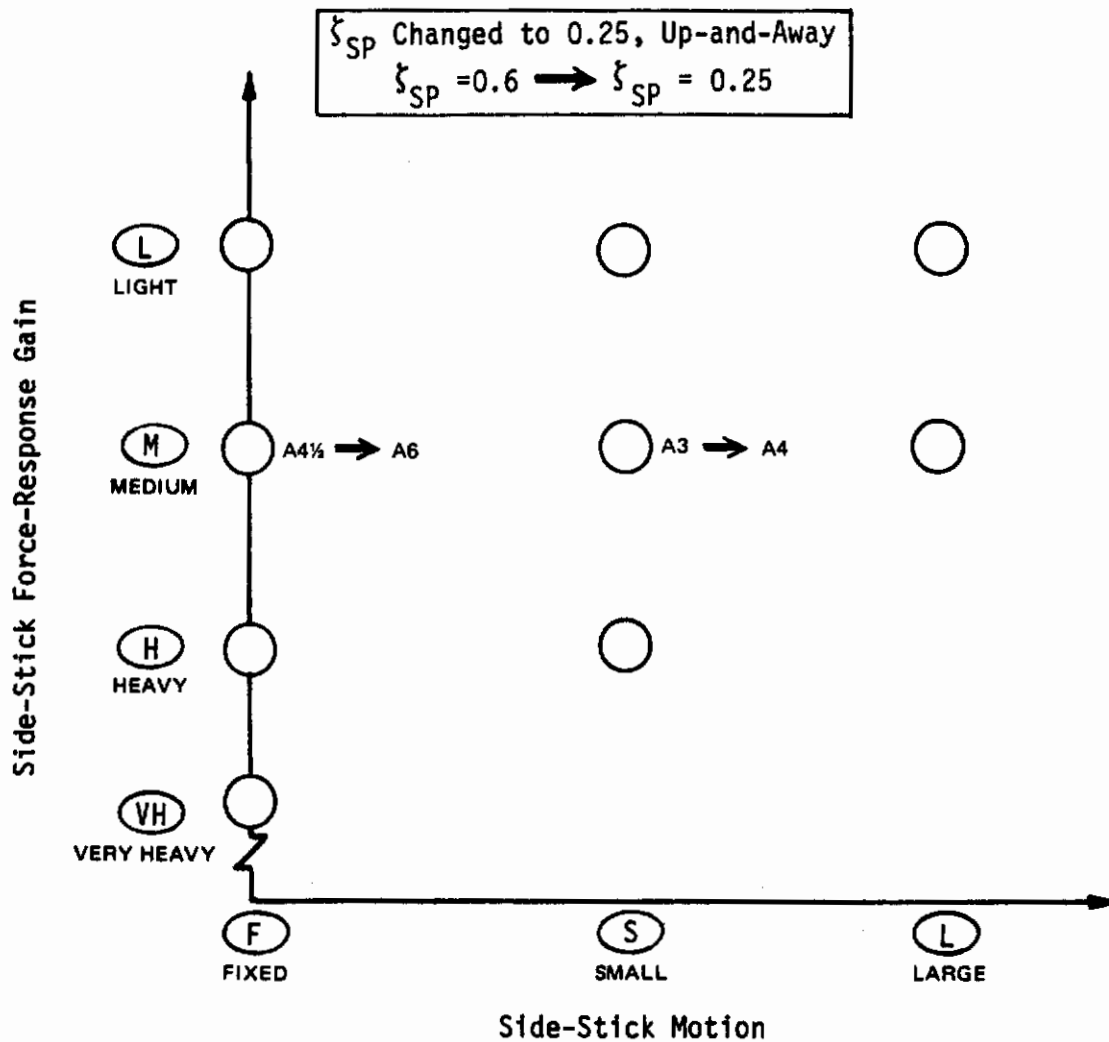 ζSP Changed to 0.25, Up-and-Away
ζSP =0.6 → ζSP = 0.25
Side-Stick Force-Response Gain
L
LIGHT
M
MEDIUM
A4½ → A6
A3 → A4
H
HEAVY
VH
VERY HEAVY
F
FIXED
S
SMALL
L
LARGE
Side-Stick Motion